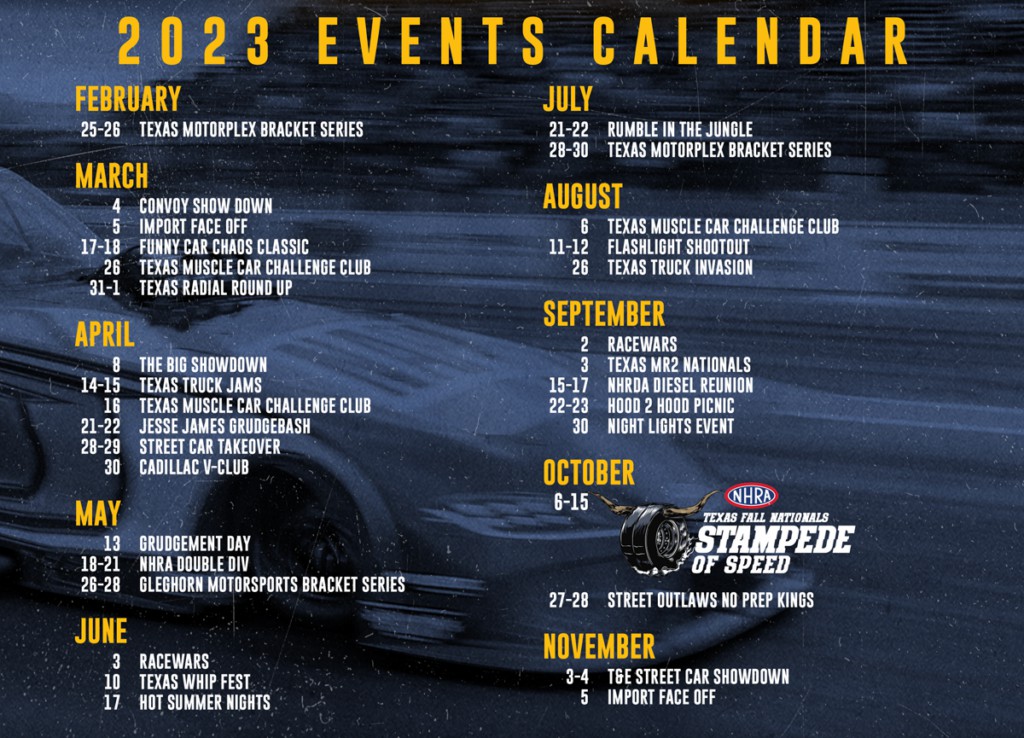 2023 EVENTS CALENDAR
FEBRUARY
25-26 TEXAS MOTORPLEX BRACKET SERIES
MARCH
4 CONVOY SHOW DOWN
5 IMPORT FACE OFF
17-18 FUNNY CAR CHAOS CLASSIC
26 TEXAS MUSCLE CAR CHALLENGE CLUB
31-1 TEXAS RADIAL ROUND UP
APRIL
8 THE BIG SHOWDOWN
14-15 TEXAS TRUCK JAMS
16 TEXAS MUSCLE CAR CHALLENGE CLUB
21-22 JESSE JAMES GRUDGEBASH
28-29 STREET CAR TAKEOVER
30 CADILLAC V-CLUB
MAY
13 GRUDGEMENT DAY
18-21 NHRA DOUBLE DIV
26-28 GLEGHORN MOTORSPORTS BRACKET SERIES
JUNE
3 RACEWARS
10 TEXAS WHIP FEST
17 HOT SUMMER NIGHTS
JULY
21-22 RUMBLE IN THE JUNGLE
28-30 TEXAS MOTORPLEX BRACKET SERIES
AUGUST
6 TEXAS MUSCLE CAR CHALLENGE CLUB
11-12 FLASHLIGHT SHOOTOUT
26 TEXAS TRUCK INVASION
SEPTEMBER
2 RACEWARS
3 TEXAS MR2 NATIONALS
15-17 NHRDA DIESEL REUNION
22-23 HOOD 2 HOOD PICNIC
30 NIGHT LIGHTS EVENT
OCTOBER
6-15 NHRA
TEXAS FALL NATIONALS
STAMPEDE
OF SPEED
27-28 STREET OUTLAWS NO PREP KINGS
NOVEMBER
3-4 T&E STREET CAR SHOWDOWN
5 IMPORT FACE OFF